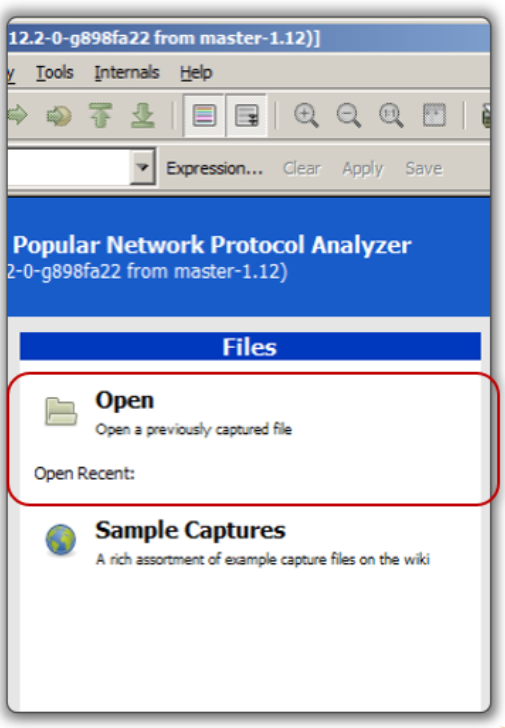 12.2-0-g898fa22 from master-1.12)]
y Tools Internals Help
Expression... Clear Apply Save
Popular Network Protocol Analyzer
2-0-g898fa22 from master-1.12)
Files
Open
Open a previously captured file
Open Recent:
Sample Captures
A rich assortment of example capture files on the wiki